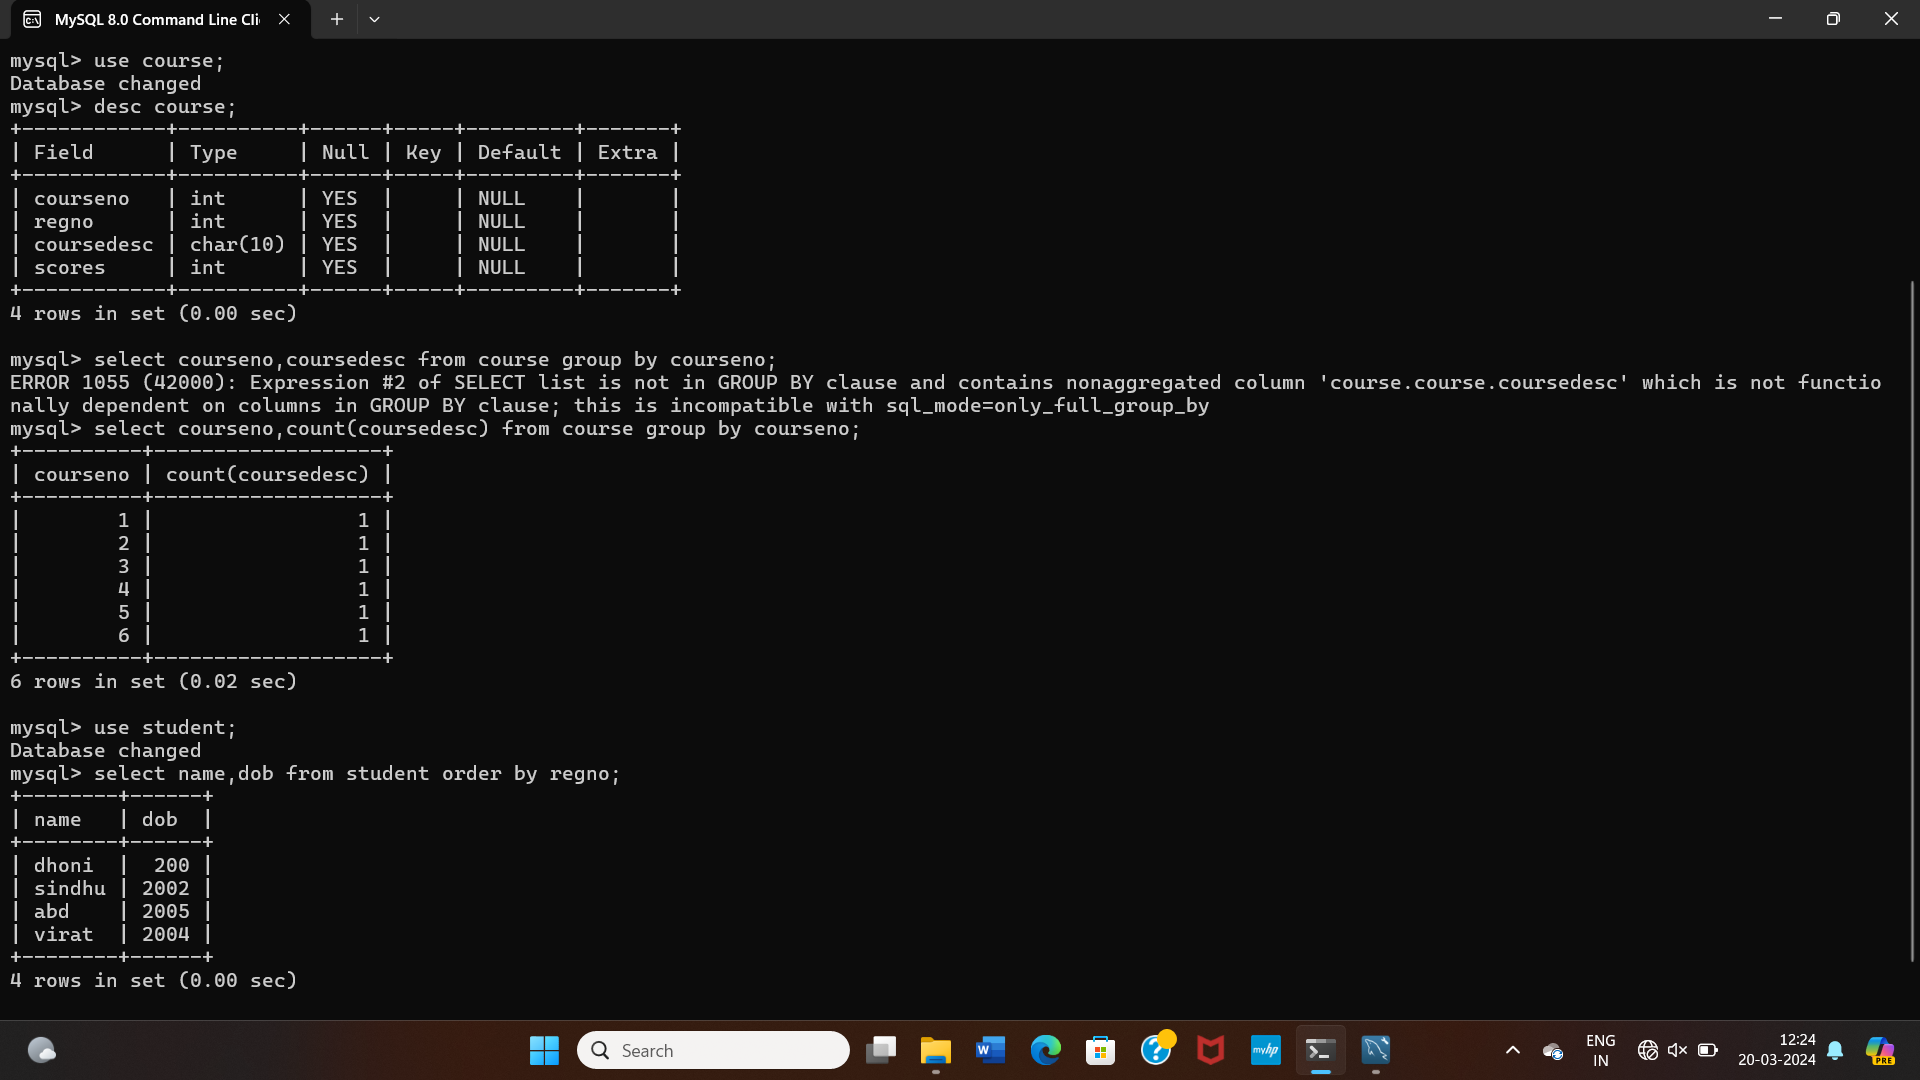 MySQL 8.0 Command Line Cli
mysql> use course;
Database changed
mysql> desc course;
+------------+----------+------+-----+---------+-------+
| Field      | Type     | Null | Key | Default | Extra |
+------------+----------+------+-----+---------+-------+
| courseno   | int      | YES  |     | NULL    |       |
| regno      | int      | YES  |     | NULL    |       |
| coursedesc | char(10) | YES  |     | NULL    |       |
| scores     | int      | YES  |     | NULL    |       |
+------------+----------+------+-----+---------+-------+
4 rows in set (0.00 sec)
mysql> select courseno,coursedesc from course group by courseno;
ERROR 1055 (42000): Expression #2 of SELECT list is not in GROUP BY clause and contains nonaggregated column 'course.course.coursedesc' which is not functio
nally dependent on columns in GROUP BY clause; this is incompatible with sql_mode=only_full_group_by
mysql> select courseno,count(coursedesc) from course group by courseno;
+----------+-------------------+
| courseno | count(coursedesc) |
+----------+-------------------+
|        1 |                 1 |
|        2 |                 1 |
|        3 |                 1 |
|        4 |                 1 |
|        5 |                 1 |
|        6 |                 1 |
+----------+-------------------+
6 rows in set (0.02 sec)
mysql> use student;
Database changed
mysql> select name,dob from student order by regno;
+--------+------+
| name   | dob  |
+--------+------+
| dhoni  |  200 |
| sindhu | 2002 |
| abd    | 2005 |
| virat  | 2004 |
+--------+------+
4 rows in set (0.00 sec)
Search
W
?
myhp
ENG
IN
12:24
20-03-2024
PRE